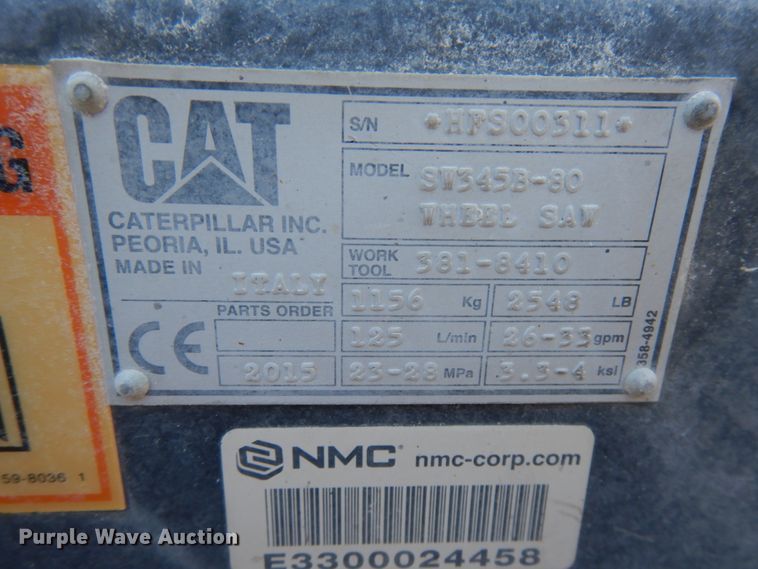 G
CAT
CATERPILLAR INC.
PEORIA, IL. USA
MADE IN ITALY
S/N *HFS00311*
MODEL SW345B-80
WHEEL SAW
WORK TOOL 381-8410
PARTS ORDER
1156 Kg 2548 LB
125 L/min 26-33 gpm
CE
2015
23-28 MPa 3.3-4 ksi
358-4942
59-8036 1
NMC® nmc-corp.com
E3300024458
Purple Wave Auction